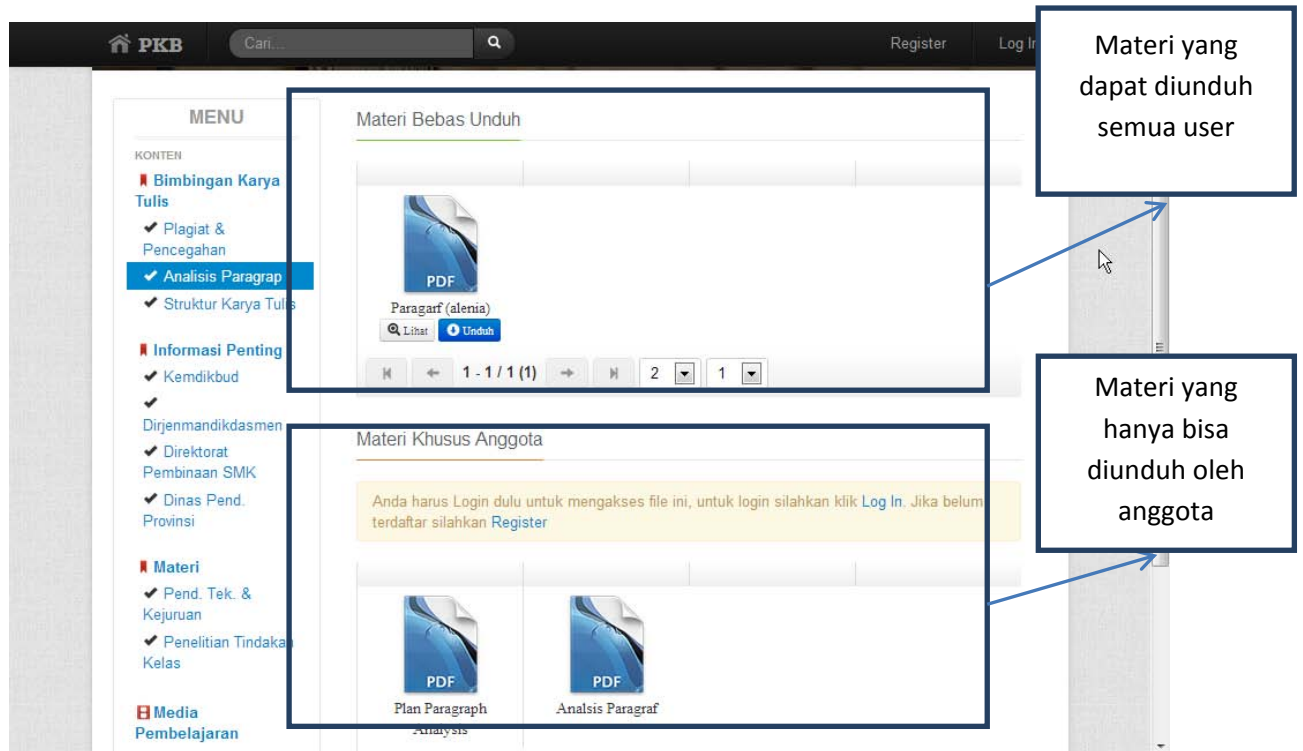 PKB
Cari...
Register
Log In
MENU
KONTEN
Bimbingan Karya
Tulis
Plagiat &
Pencegahan
Analisis Paragrap
Struktur Karya Tulis
Informasi Penting
Kemdikbud
Dirjenmandikdasmen
Direktorat
Pembinaan SMK
Dinas Pend.
Provinsi
Materi
Pend. Tek. &
Kejuruan
Penelitian Tindakan
Kelas
Media
Pembelajaran
Materi Bebas Unduh
PDF
Paragarf (alenia)
Lihat Unduh
1 - 1 / 1 (1) 2 1
Materi Khusus Anggota
Anda harus Login dulu untuk mengakses file ini, untuk login silahkan klik Log In. Jika belum
terdaftar silahkan Register
PDF PDF
Plan Paragraph Analsis Paragraf
Analysis
Materi yang
dapat diunduh
semua user
Materi yang
hanya bisa
diunduh oleh
anggota